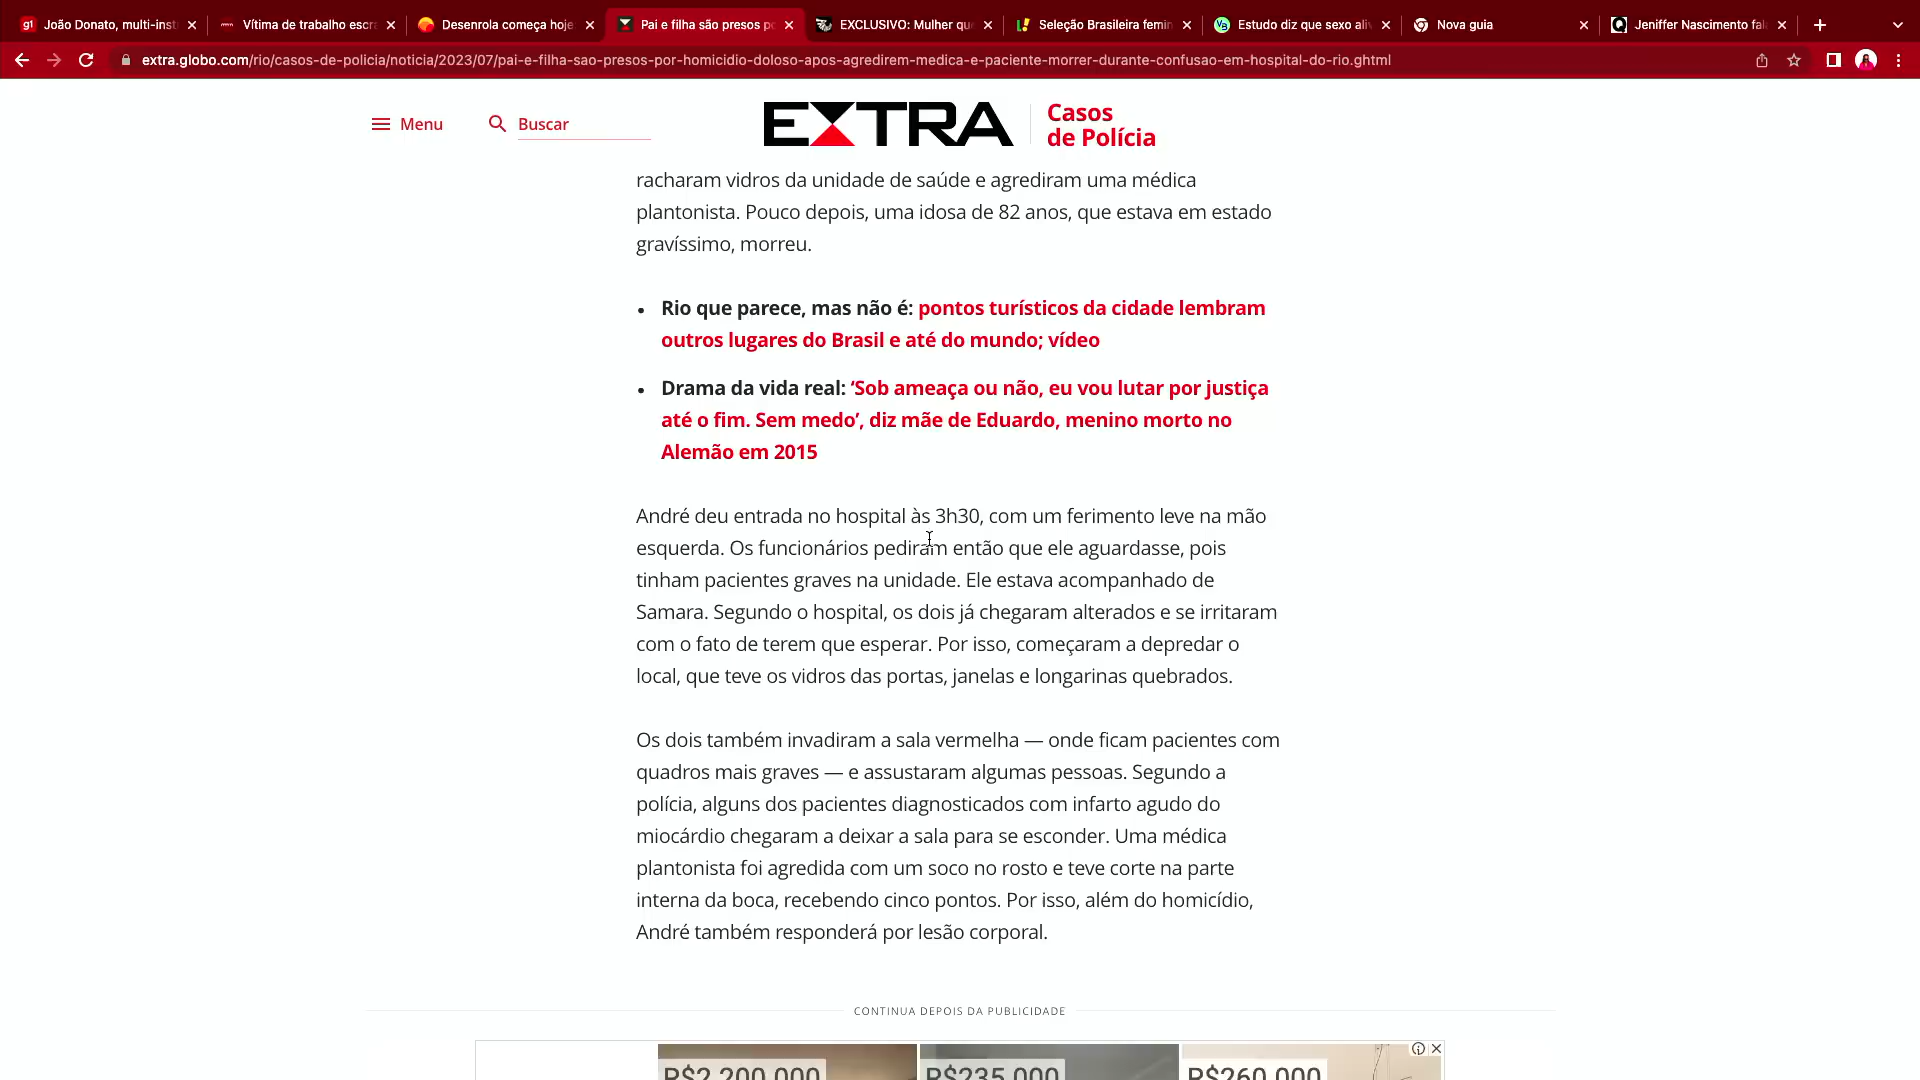 João Donato, multi-inst
Vítima de trabalho escra
Desenrola começa hoje
Pai e filha são presos po
EXCLUSIVO: Mulher que
Seleção Brasileira femin
Estudo diz que sexo aliv
Nova guia
Jeniffer Nascimento fal
extra.globo.com/rio/casos-de-policia/noticia/2023/07/pai-e-filha-sao-presos-por-homicidio-doloso-apos-agredirem-medica-e-paciente-morrer-durante-confusao-em-hospital-do-rio.ghtml
Menu
Buscar
EXTRA
Casos
de Polícia
racharam vidros da unidade de saúde e agrediram uma médica
plantonista. Pouco depois, uma idosa de 82 anos, que estava em estado
gravíssimo, morreu.
• Rio que parece, mas não é: pontos turísticos da cidade lembram
outros lugares do Brasil e até do mundo; vídeo
• Drama da vida real: ‘Sob ameaça ou não, eu vou lutar por justiça
até o fim. Sem medo’, diz mãe de Eduardo, menino morto no
Alemão em 2015
André deu entrada no hospital às 3h30, com um ferimento leve na mão
esquerda. Os funcionários pediram então que ele aguardasse, pois
tinham pacientes graves na unidade. Ele estava acompanhado de
Samara. Segundo o hospital, os dois já chegaram alterados e se irritaram
com o fato de terem que esperar. Por isso, começaram a depredar o
local, que teve os vidros das portas, janelas e longarinas quebrados.
Os dois também invadiram a sala vermelha — onde ficam pacientes com
quadros mais graves — e assustaram algumas pessoas. Segundo a
polícia, alguns dos pacientes diagnosticados com infarto agudo do
miocárdio chegaram a deixar a sala para se esconder. Uma médica
plantonista foi agredida com um soco no rosto e teve corte na parte
interna da boca, recebendo cinco pontos. Por isso, além do homicídio,
André também responderá por lesão corporal.
CONTINUA DEPOIS DA PUBLICIDADE
R$2.200.000
R$235.000
R$260.000